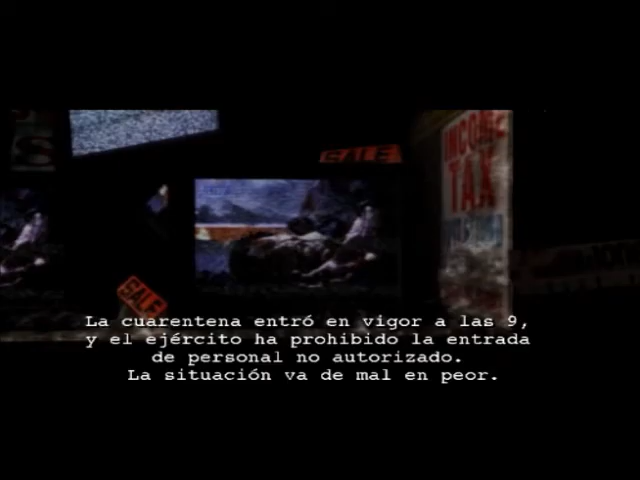 SALE
INCOME
TAX
SALE
La cuarentena entró en vigor a las 9,
y el ejército ha prohibido la entrada
de personal no autorizado.
La situación va de mal en peor.